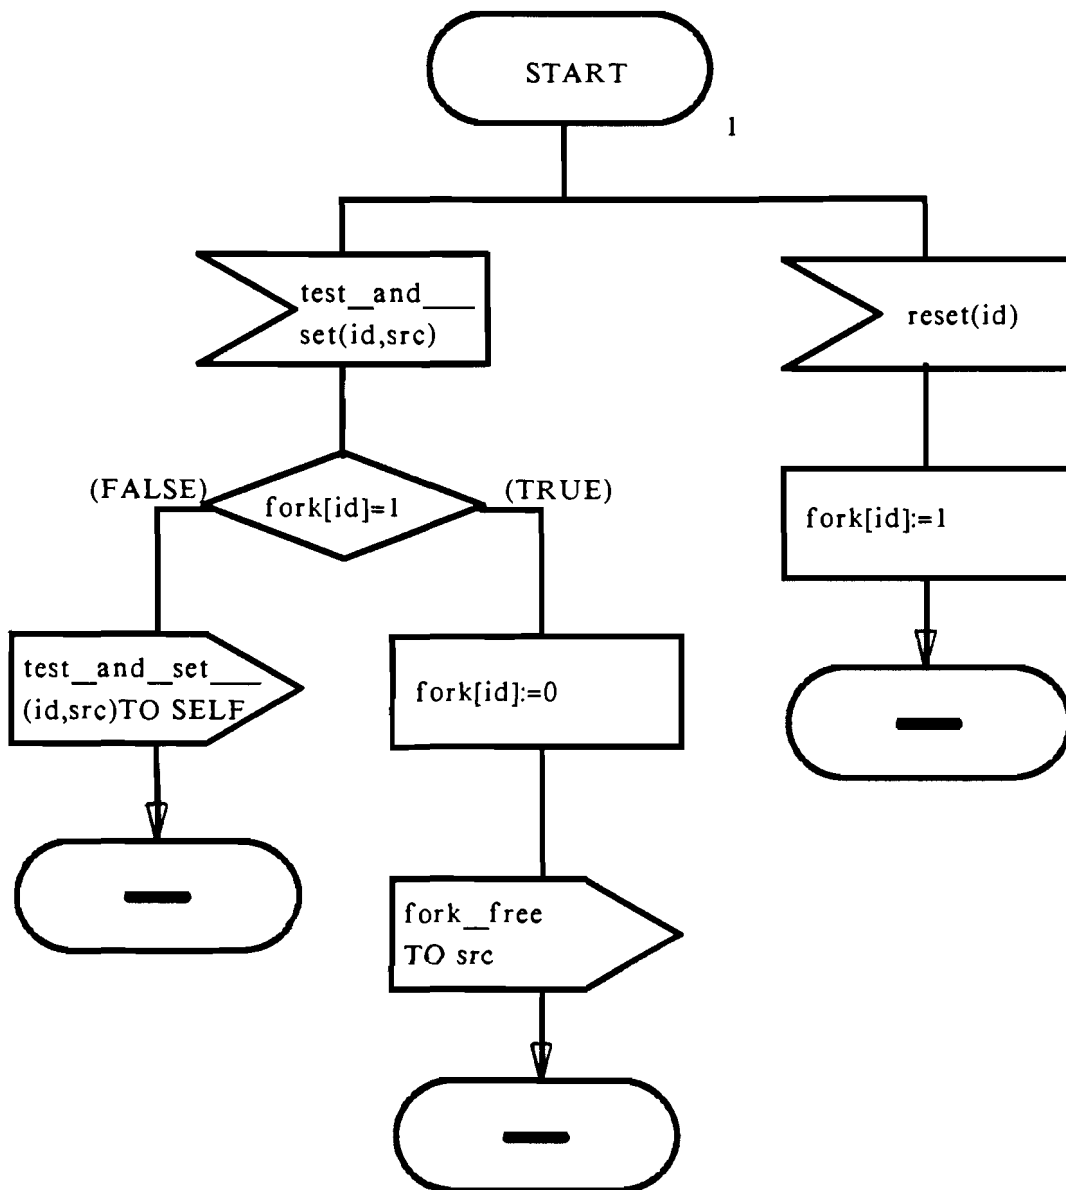 START
1
test_and___
set(id,src)
reset(id)
(FALSE)
fork[id]=1
(TRUE)
fork[id]:=1
test_and_set___
(id,src)TO SELF
fork[id]:=0
fork_free
TO src